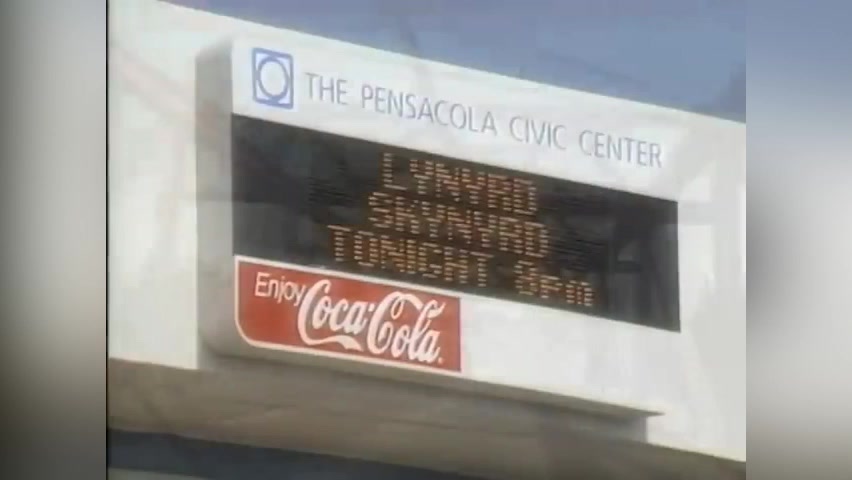 THE PENSACOLA CIVIC CENTER
LYNYRD
SKYNYRD
TONIGHT 8PM
Enjoy
Coca-Cola